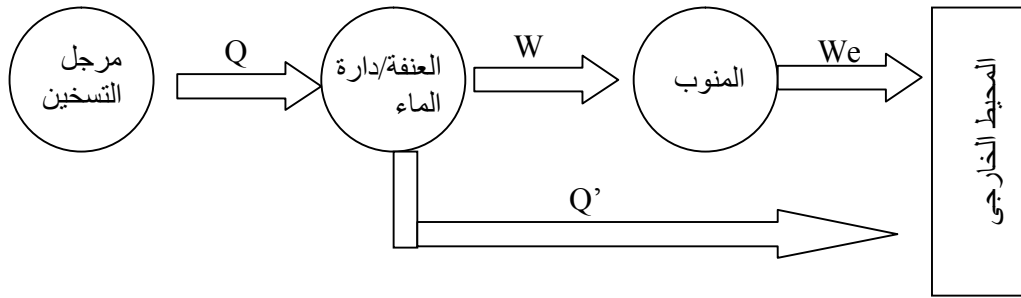 مرجل
التسخين
Q
العنفة/دارة
الماء
W
المنوب
We
Q’
المحيط الخارجي